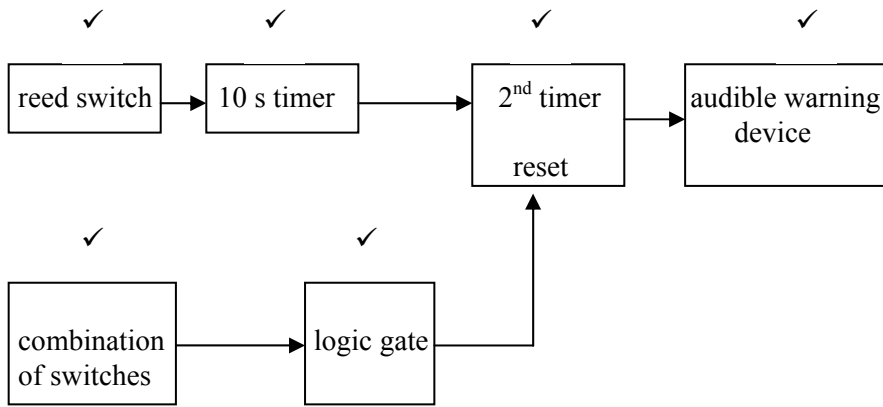 ✓ ✓ ✓ ✓
reed switch
10 s timer
2nd timer
reset
audible warning
device
✓ ✓
combination
of switches
logic gate